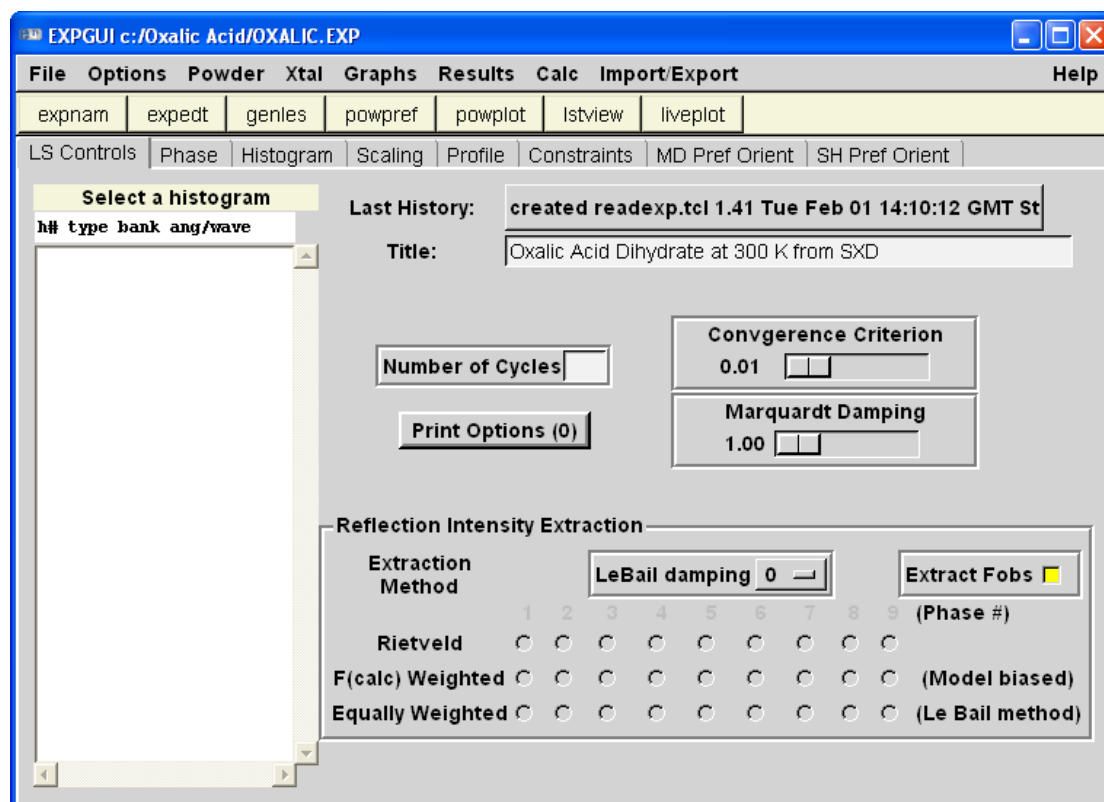 EXPGUI c:/Oxalic Acid/OXALIC.EXP
File Options Powder Xtal Graphs Results Calc Import/Export Help
expnam expedt genles powpref powplot lstview liveplot
LS Controls Phase Histogram Scaling Profile Constraints MD Pref Orient SH Pref Orient
Select a histogram
h# type bank ang/wave
Last History: created readexp.tcl 1.41 Tue Feb 01 14:10:12 GMT St
Title: Oxalic Acid Dihydrate at 300 K from SXD
Number of Cycles
Convgerence Criterion
0.01
Print Options (0)
Marquardt Damping
1.00
Reflection Intensity Extraction
Extraction Method
LeBail damping 0
Extract Fobs
1 2 3 4 5 6 7 8 9 (Phase #)
Rietveld
F(calc) Weighted (Model biased)
Equally Weighted (Le Bail method)